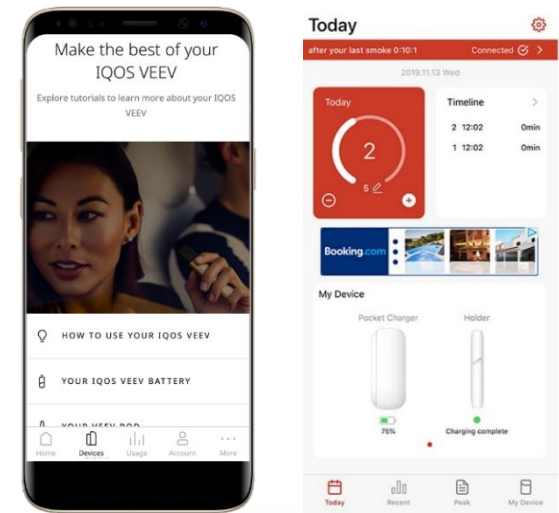 Make the best of your
IQOS VEEV
Explore tutorials to learn more about your IQOS
VEEV
HOW TO USE YOUR IQOS VEEV
YOUR IQOS VEEV BATTERY
YOUR VEEV POD
Home
Devices
Usage
Account
More
Today
after your last smoke 0:10:1
Connected
2019.11.13 Wed
Today
2
5
Timeline
2 12:02 0min
1 12:02 0min
Booking.com
My Device
Pocket Charger
Holder
75%
Charging complete
Today
Recent
Peak
My Device